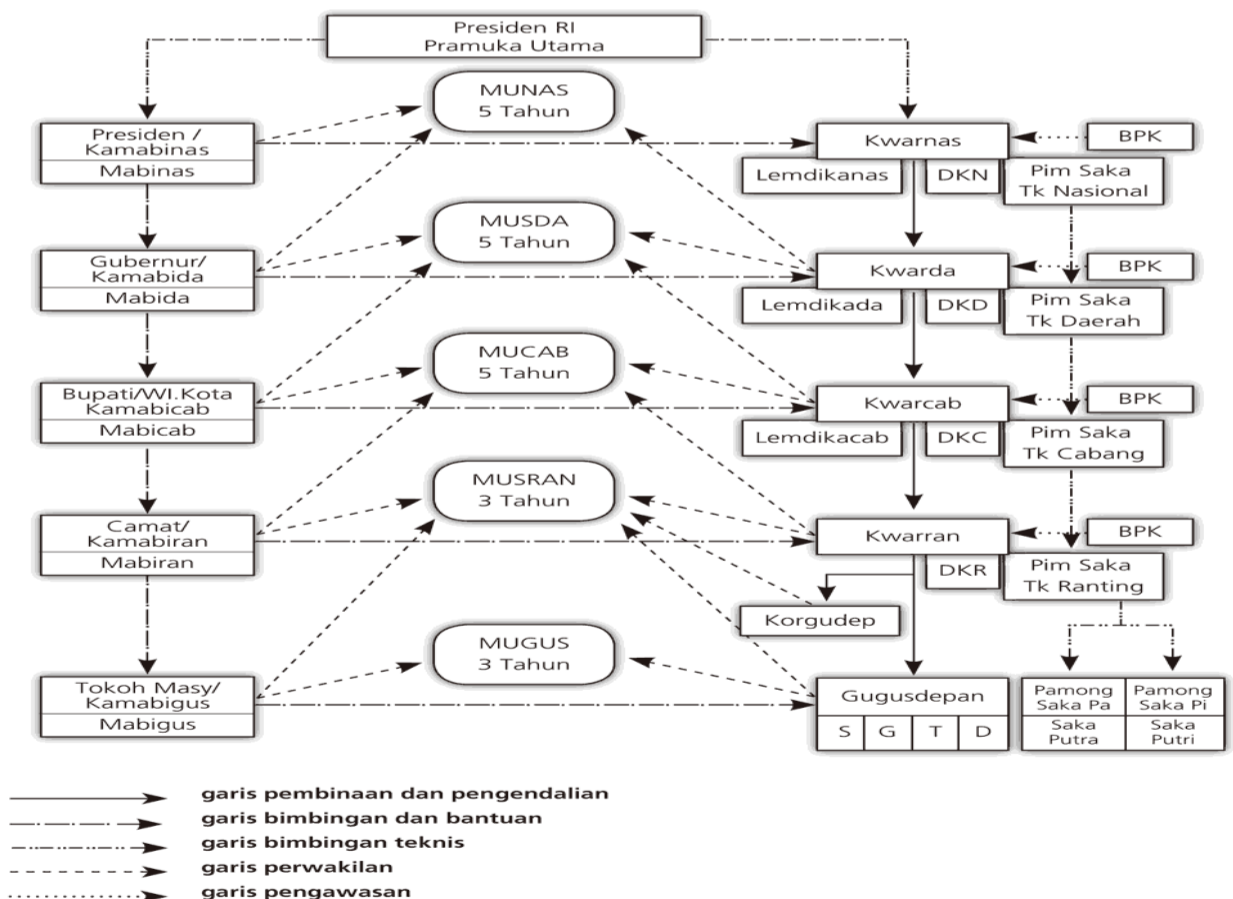 Presiden RI
Pramuka Utama
MUNAS
5 Tahun
Presiden /
Kamabinas
Mabinas
Kwarnas
BPK
Lemdikanas
DKN
Pim Saka
Tk Nasional
MUSDA
5 Tahun
Gubernur/
Kamabida
Mabida
Kwarda
BPK
Lemdikada
DKD
Pim Saka
Tk Daerah
MUCAB
5 Tahun
Bupati/WI.Kota
Kamabicab
Mabicab
Kwarcab
BPK
Lemdikacab
DKC
Pim Saka
Tk Cabang
MUSRAN
3 Tahun
Camat/
Kamabiran
Mabiran
Kwarran
BPK
DKR
Pim Saka
Tk Ranting
Korgudep
MUGUS
3 Tahun
Tokoh Masy/
Kamabigus
Mabigus
Gugusdepan
S G T D
Pamong
Saka Pa
Saka
Putra
Pamong
Saka Pi
Saka
Putri
garis pembinaan dan pengendalian
garis bimbingan dan bantuan
garis bimbingan teknis
garis perwakilan
garis pengawasan